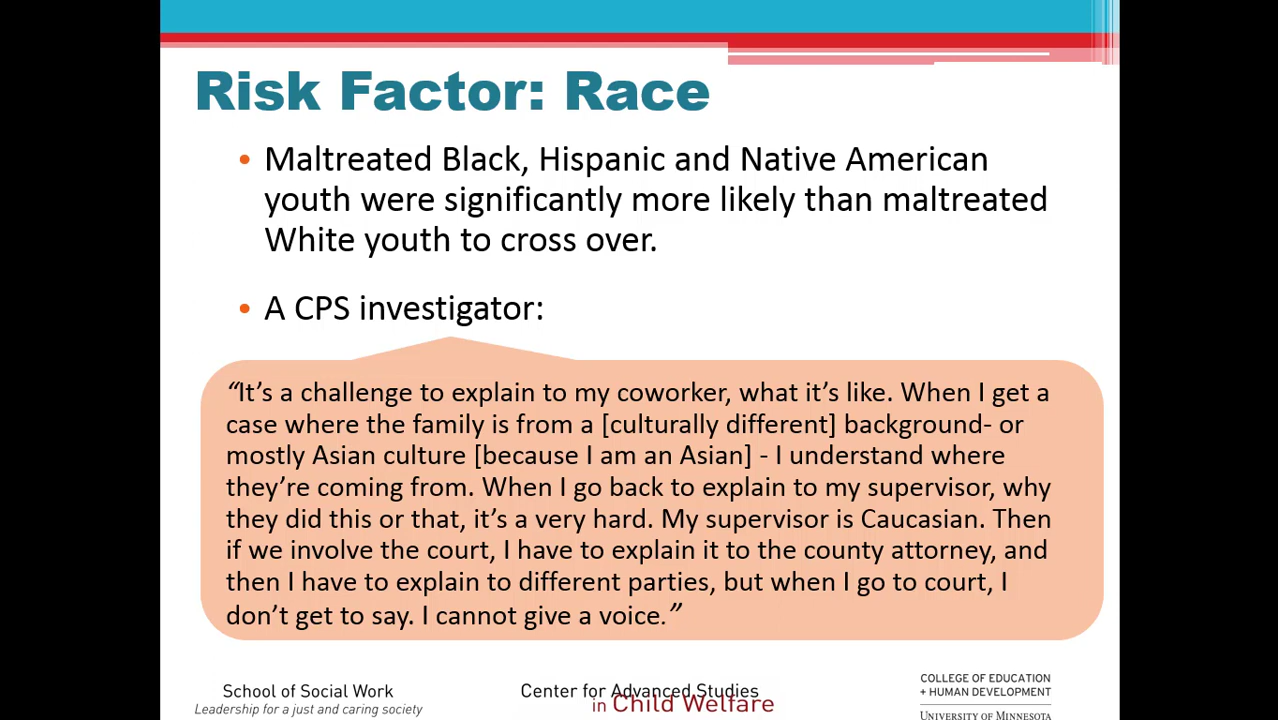 Risk Factor: Race
• Maltreated Black, Hispanic and Native American
youth were significantly more likely than maltreated
White youth to cross over.
• A CPS investigator:
“It’s a challenge to explain to my coworker, what it’s like. When I get a
case where the family is from a [culturally different] background- or
mostly Asian culture [because I am an Asian] - I understand where
they’re coming from. When I go back to explain to my supervisor, why
they did this or that, it’s a very hard. My supervisor is Caucasian. Then
if we involve the court, I have to explain it to the county attorney, and
then I have to explain to different parties, but when I go to court, I
don’t get to say. I cannot give a voice.”
School of Social Work
Leadership for a just and caring society
Center for Advanced Studies
in Child Welfare
COLLEGE OF EDUCATION
+ HUMAN DEVELOPMENT
UNIVERSITY OF MINNESOTA